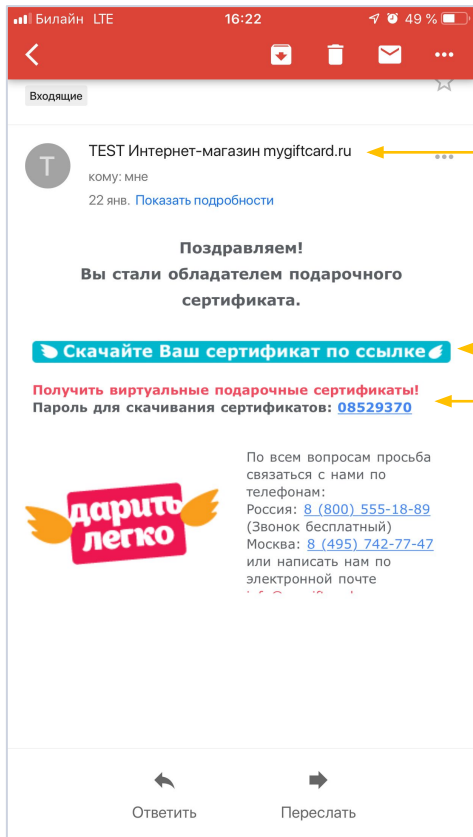 Билайн LTE 16:22 49 %
Входящие
T
TEST Интернет-магазин mygiftcard.ru
кому: мне
22 янв. Показать подробности
Поздравляем!
Вы стали обладателем подарочного
сертификата.
Скачайте Ваш сертификат по ссылке
Получить виртуальные подарочные сертификаты!
Пароль для скачивания сертификатов: 08529370
дарить
легко
По всем вопросам просьба
связаться с нами по
телефонам:
Россия: 8 (800) 555-18-89
(Звонок бесплатный)
Москва: 8 (495) 742-77-47
или написать нам по
электронной почте
Ответить
Переслать